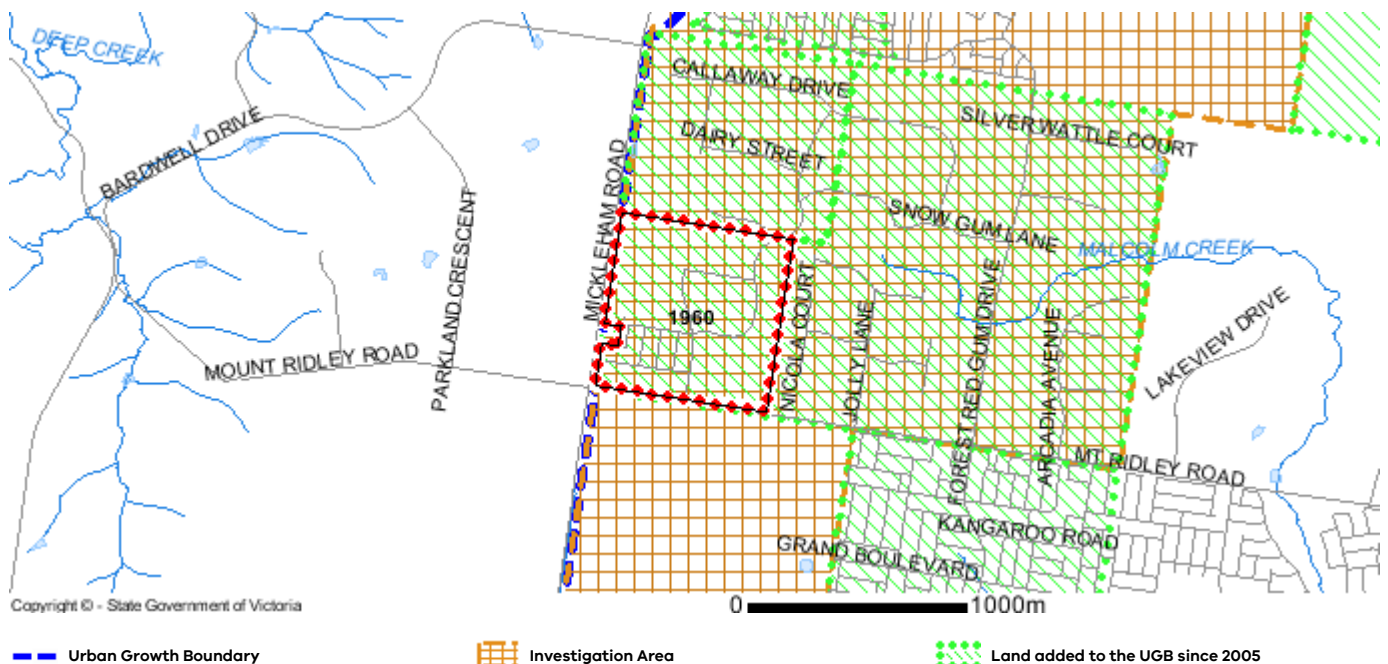 DEEP CREEK
CALLAWAY DRIVE
BARDWELL DRIVE
DAIRY STREET
SILVER WATTLE COURT
MICKLEHAM ROAD
PARKLAND CRESCENT
SNOW GUM LANE
MALCOLM CREEK
1960
NICOLA COURT
JOLLY LANE
FOREST RED GUM DRIVE
ARCADIA AVENUE
LAKEVIEW DRIVE
MOUNT RIDLEY ROAD
MT RIDLEY ROAD
KANGAROO ROAD
GRAND BOULEVARD
Copyright © - State Government of Victoria
0 1000m
Urban Growth Boundary Investigation Area Land added to the UGB since 2005